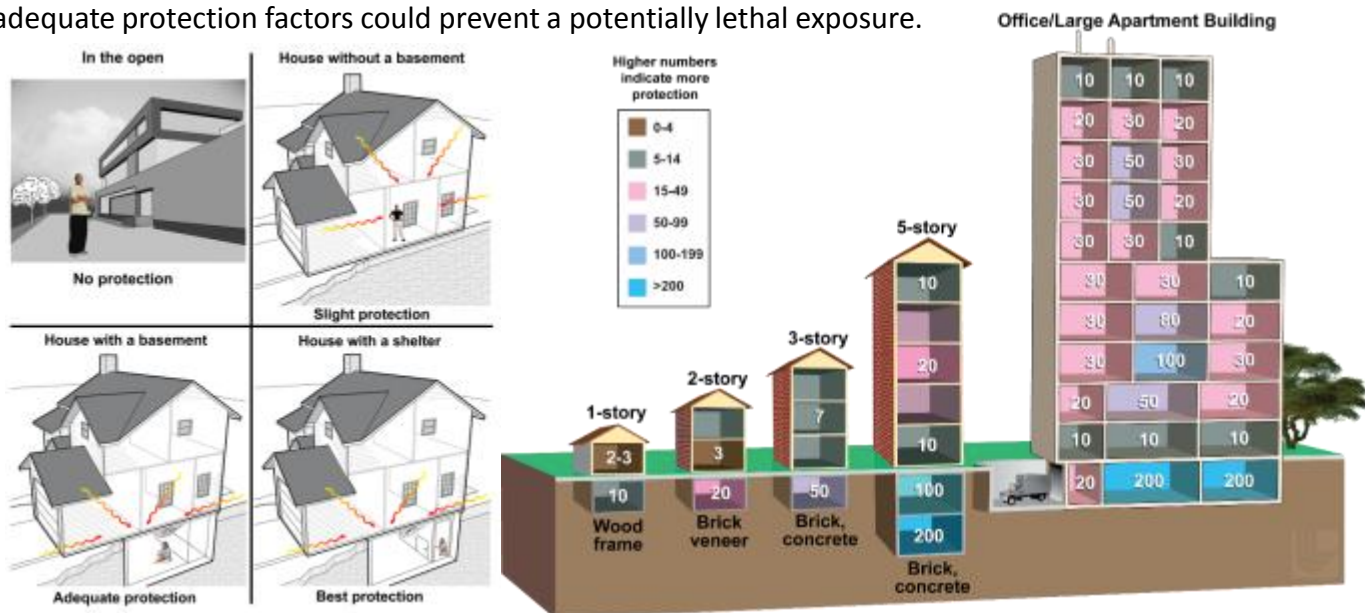 adequate protection factors could prevent a potentially lethal exposure.
In the open
No protection
House without a basement
Slight protection
House with a basement
Adequate protection
House with a shelter
Best protection
Higher numbers
indicate more
protection
0-4
5-14
15-49
50-99
100-199
>200
1-story
2-3
10
Wood
frame
2-story
3
20
Brick
veneer
3-story
7
50
Brick,
concrete
5-story
10
20
10
100
200
Brick,
concrete
Office/Large Apartment Building
10 10 10
20 30 20
30 50 30
30 50 20
30 30 10
30 30 10
30 80 20
30 100 30
20 50 20
10 10 10
20 200 200